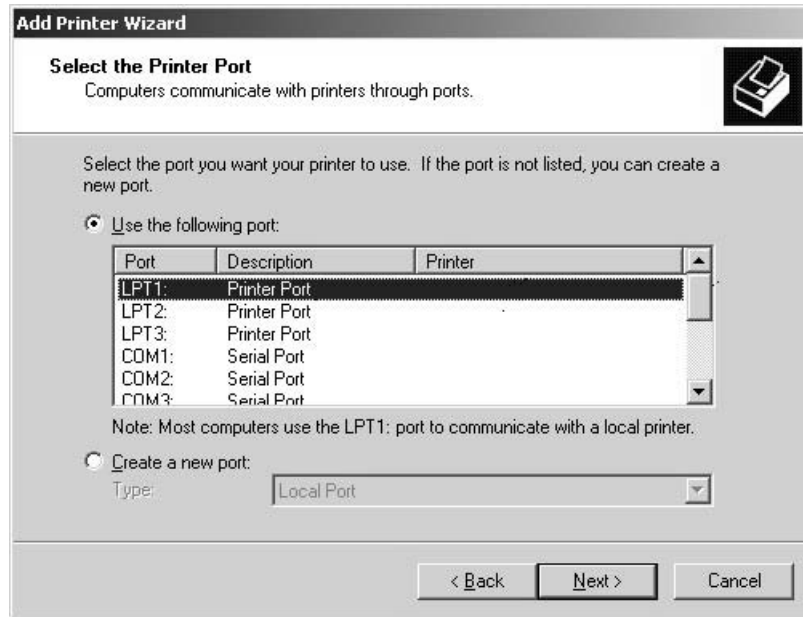 Add Printer Wizard
Select the Printer Port
Computers communicate with printers through ports.
Select the port you want your printer to use. If the port is not listed, you can create a
new port.
Use the following port:
Port Description Printer
LPT1: Printer Port
LPT2: Printer Port
LPT3: Printer Port
COM1: Serial Port
COM2: Serial Port
COM3: Serial Port
Note: Most computers use the LPT1: port to communicate with a local printer.
Create a new port:
Type: Local Port
< Back Next > Cancel